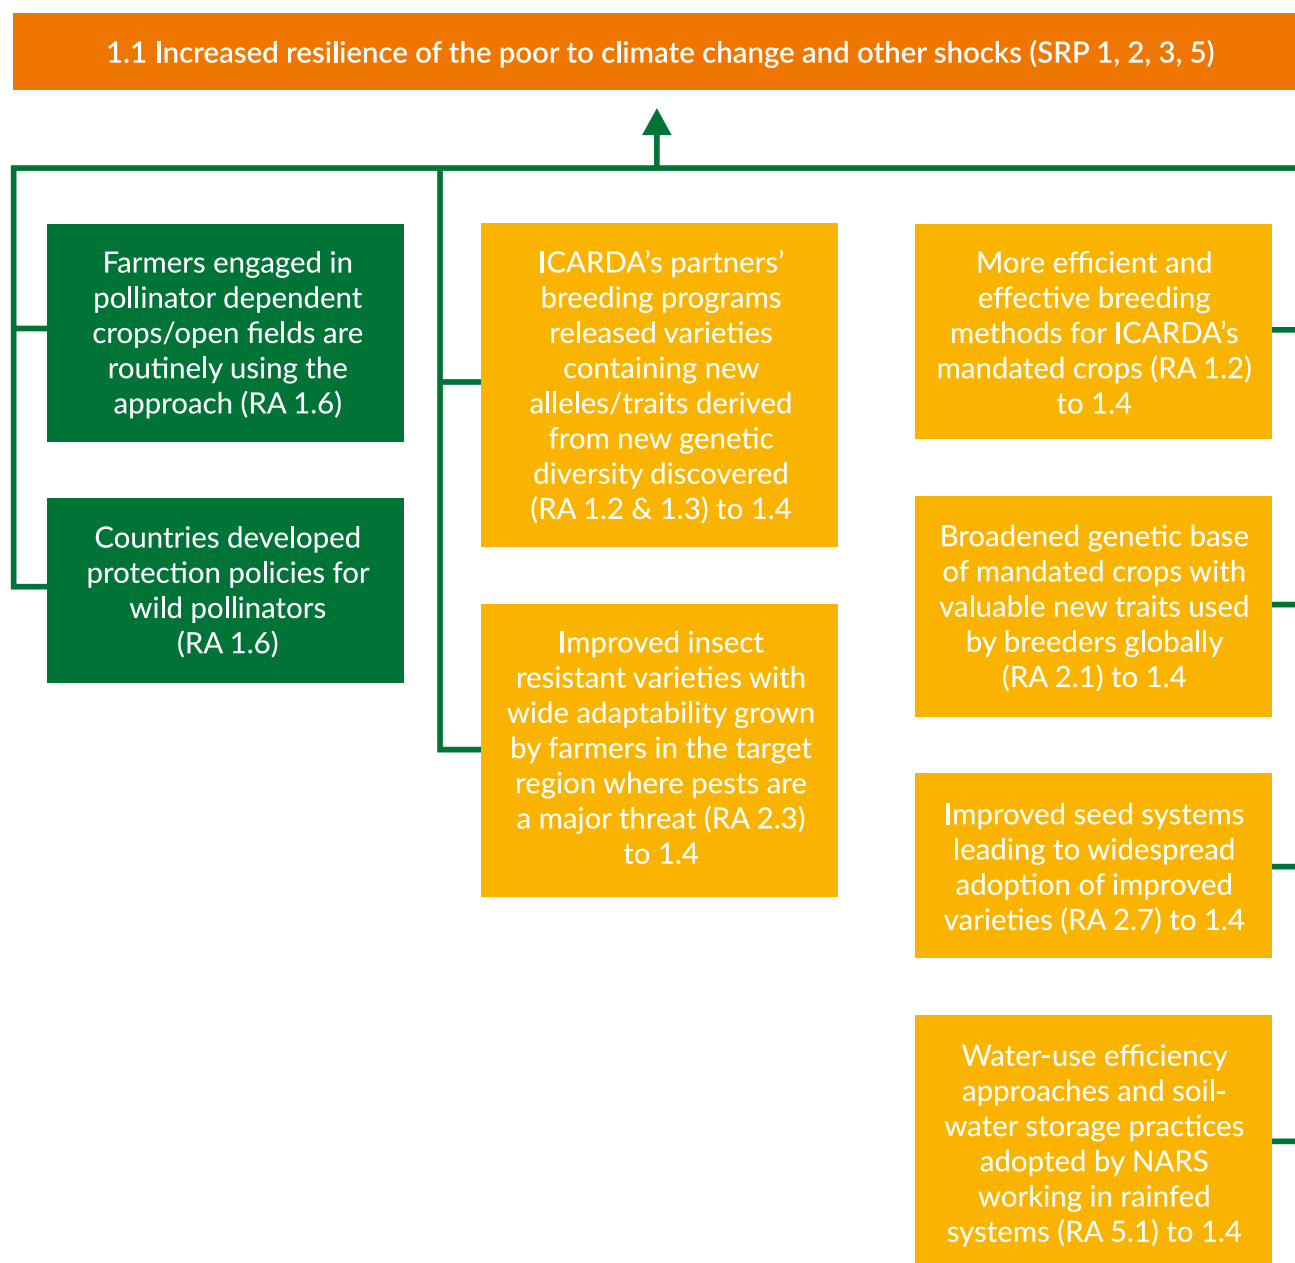 1.1 Increased resilience of the poor to climate change and other shocks (SRP 1, 2, 3, 5)
Farmers engaged in
pollinator dependent
crops/open fields are
routinely using the
approach (RA 1.6)
Countries developed
protection policies for
wild pollinators
(RA 1.6)
ICARDA’s partners’
breeding programs
released varieties
containing new
alleles/traits derived
from new genetic
diversity discovered
(RA 1.2 & 1.3) to 1.4
Improved insect
resistant varieties with
wide adaptability grown
by farmers in the target
region where pests are
a major threat (RA 2.3)
to 1.4
More efficient and
effective breeding
methods for ICARDA’s
mandated crops (RA 1.2)
to 1.4
Broadened genetic base
of mandated crops with
valuable new traits used
by breeders globally
(RA 2.1) to 1.4
Improved seed systems
leading to widespread
adoption of improved
varieties (RA 2.7) to 1.4
Water-use efficiency
approaches and soil-
water storage practices
adopted by NARS
working in rainfed
systems (RA 5.1) to 1.4